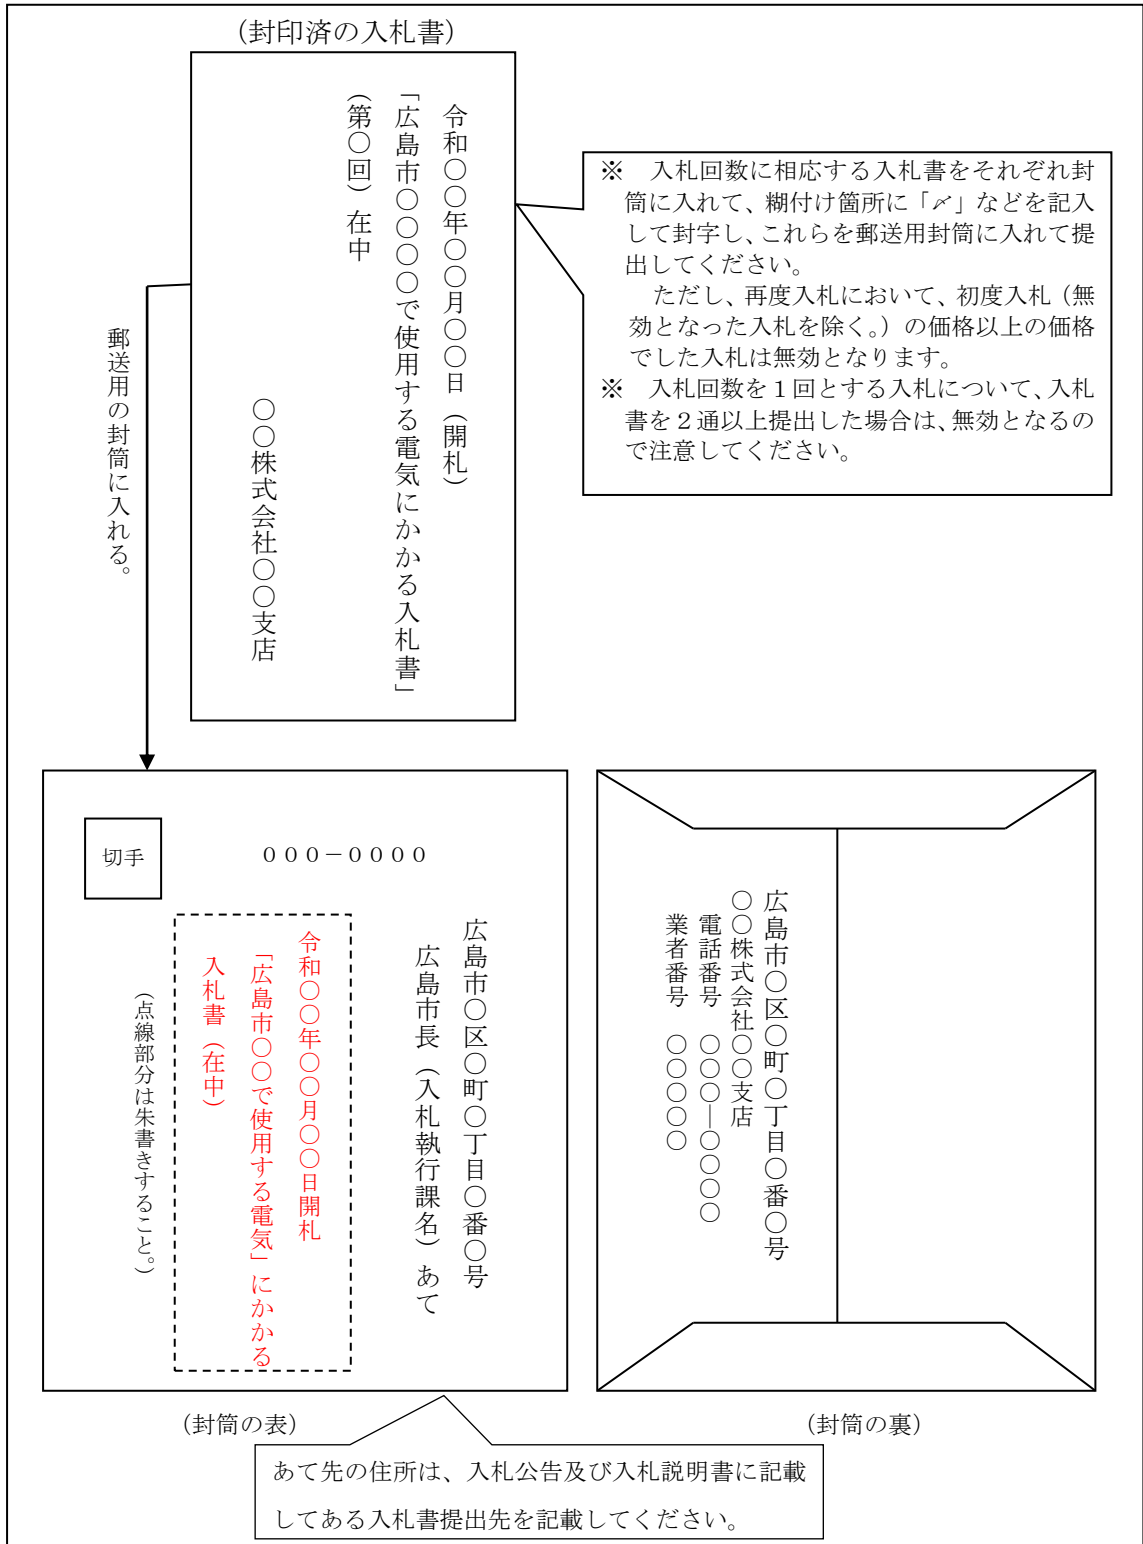 （封印済の入札書）
令和〇〇年〇〇月〇〇日（開札）
「広島市〇〇〇〇で使用する電気にかかる入札書」
（第〇回）在中
〇〇株式会社〇〇支店
※　入札回数に相応する入札書をそれぞれ封
筒に入れて、糊付け箇所に「〆」などを記入
して封字し、これらを郵送用封筒に入れて提
出してください。
ただし、再度入札において、初度入札（無
効となった入札を除く。）の価格以上の価格
でした入札は無効となります。
※　入札回数を１回とする入札について、入札
書を２通以上提出した場合は、無効となるの
で注意してください。
郵送用の封筒に入れる。
切手
０００－００００
広島市〇区〇町〇丁目〇番〇号
広島市長（入札執行課名）あて
令和〇〇年〇〇月〇〇日開札
「広島市〇〇で使用する電気」にかかる
入札書（在中）
（点線部分は朱書きすること。）
（封筒の表）
広島市〇区〇町〇丁目〇番〇号
〇〇株式会社〇〇支店
電話番号　〇〇〇―〇〇〇〇
業者番号　〇〇〇〇〇
（封筒の裏）
あて先の住所は、入札公告及び入札説明書に記載
してある入札書提出先を記載してください。